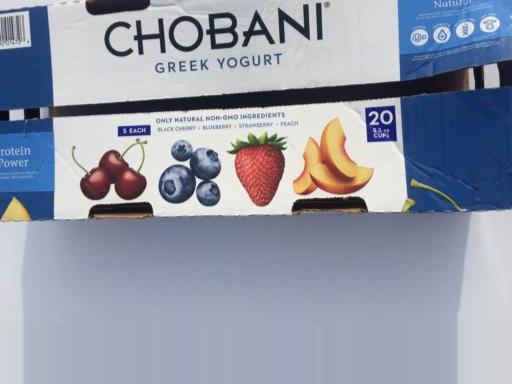 CHOBANI®
GREEK YOGURT
Natural
ONLY NATURAL NON-GMO INGREDIENTS
5 EACH
BLACK CHERRY • BLUEBERRY • STRAWBERRY • PEACH
20
5.3 oz
CUPS
rotein
Power